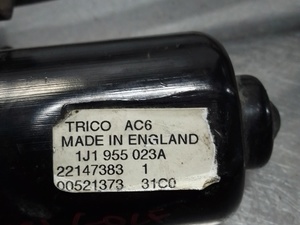 TRICO AC6
MADE IN ENGLAND
1J1 955 023A
22147383 1
00521373 31C0